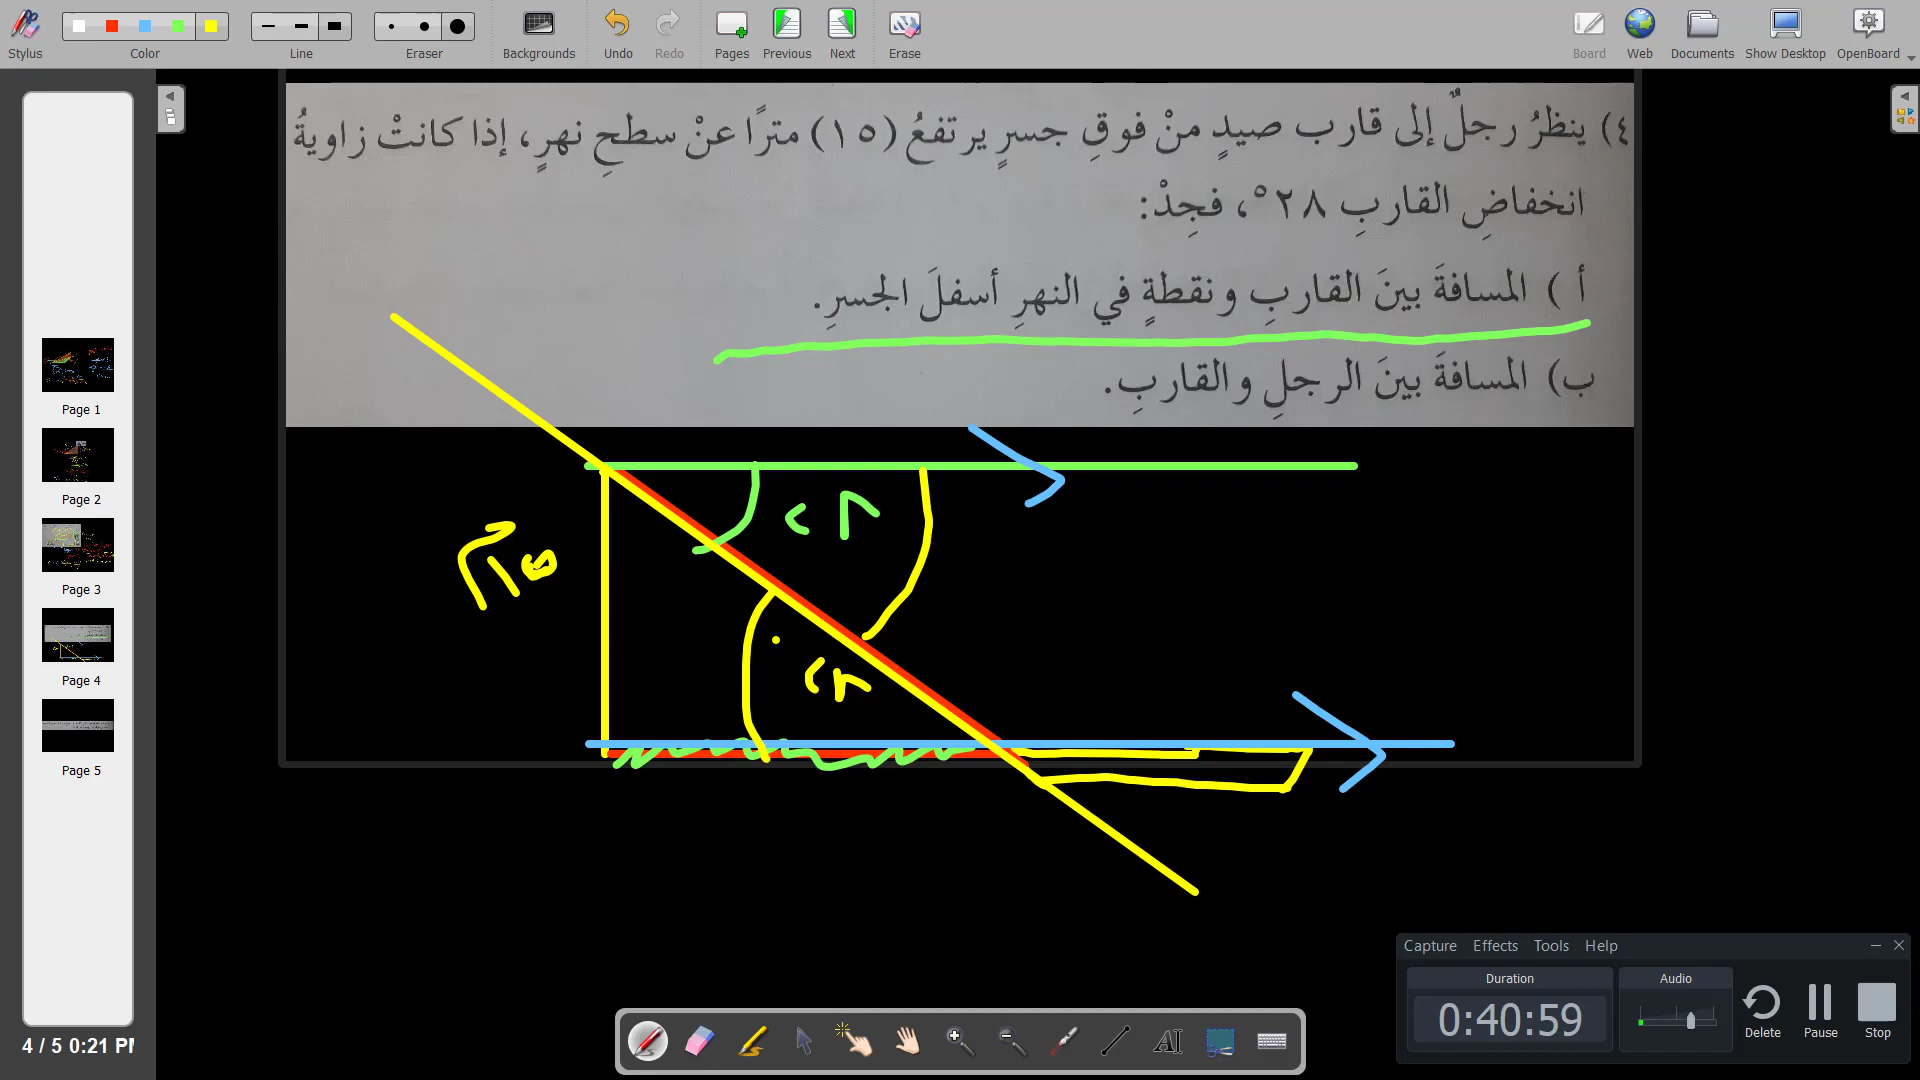 Stylus
Color
Line
Eraser
Backgrounds
Undo
Redo
Pages
Previous
Next
Erase
Board
Web
Documents
Show Desktop
OpenBoard
٤) ينظرُ رجلٌ إلى قارب صيدٍ منْ فوقِ جسرٍ يرتفعُ (١٥) مترًا عنْ سطحِ نهرٍ، إذا كانتْ زاويةُ
انخفاضِ القاربِ ٢٨°، فجِدْ:
أ ) المسافةَ بينَ القاربِ ونقطةٍ في النهرِ أسفلَ الجسرِ.
ب) المسافةَ بينَ الرجلِ والقاربِ.
Page 1
Page 2
Page 3
Page 4
Page 5
٢٨
١٥م
٢٨
4 / 5 0:21 PM
Capture Effects Tools Help
Duration
0:40:59
Audio
Delete
Pause
Stop